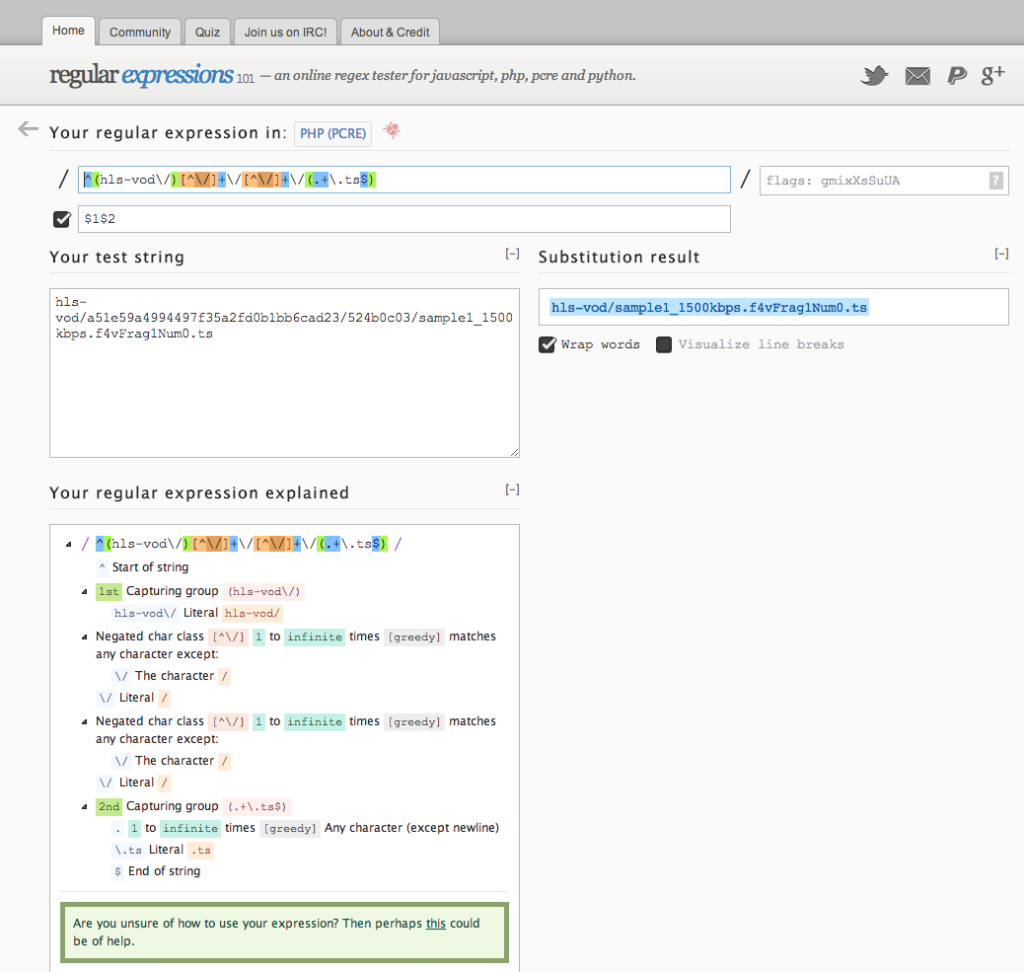 Home
Community
Quiz
Join us on IRC!
About & Credit
regular expressions 101 — an online regex tester for javascript, php, pcre and python.
Your regular expression in: PHP (PCRE)
/ ^(hls-vod\/)[^\/]+\/[^\/]+\/(.+\.ts$) / flags: gmixXsSuUA ?
$1$2
Your test string [-]
Substitution result [-]
hls-
vod/a51e59a4994497f35a2fd0b1bb6cad23/524b0c03/sample1_1500
kbps.f4vFrag1Num0.ts
hls-vod/sample1_1500kbps.f4vFrag1Num0.ts
Wrap words Visualize line breaks
Your regular expression explained [-]
/ ^(hls-vod\/)[^\/]+\/[^\/]+\/(.+\.ts$) /
^ Start of string
1st Capturing group (hls-vod\/)
hls-vod\/ Literal hls-vod/
Negated char class [^\/] 1 to infinite times [greedy] matches
any character except:
\/ The character /
\/ Literal /
Negated char class [^\/] 1 to infinite times [greedy] matches
any character except:
\/ The character /
\/ Literal /
2nd Capturing group (.+\.ts$)
. 1 to infinite times [greedy] Any character (except newline)
\.ts Literal .ts
$ End of string
Are you unsure of how to use your expression? Then perhaps this could
be of help.